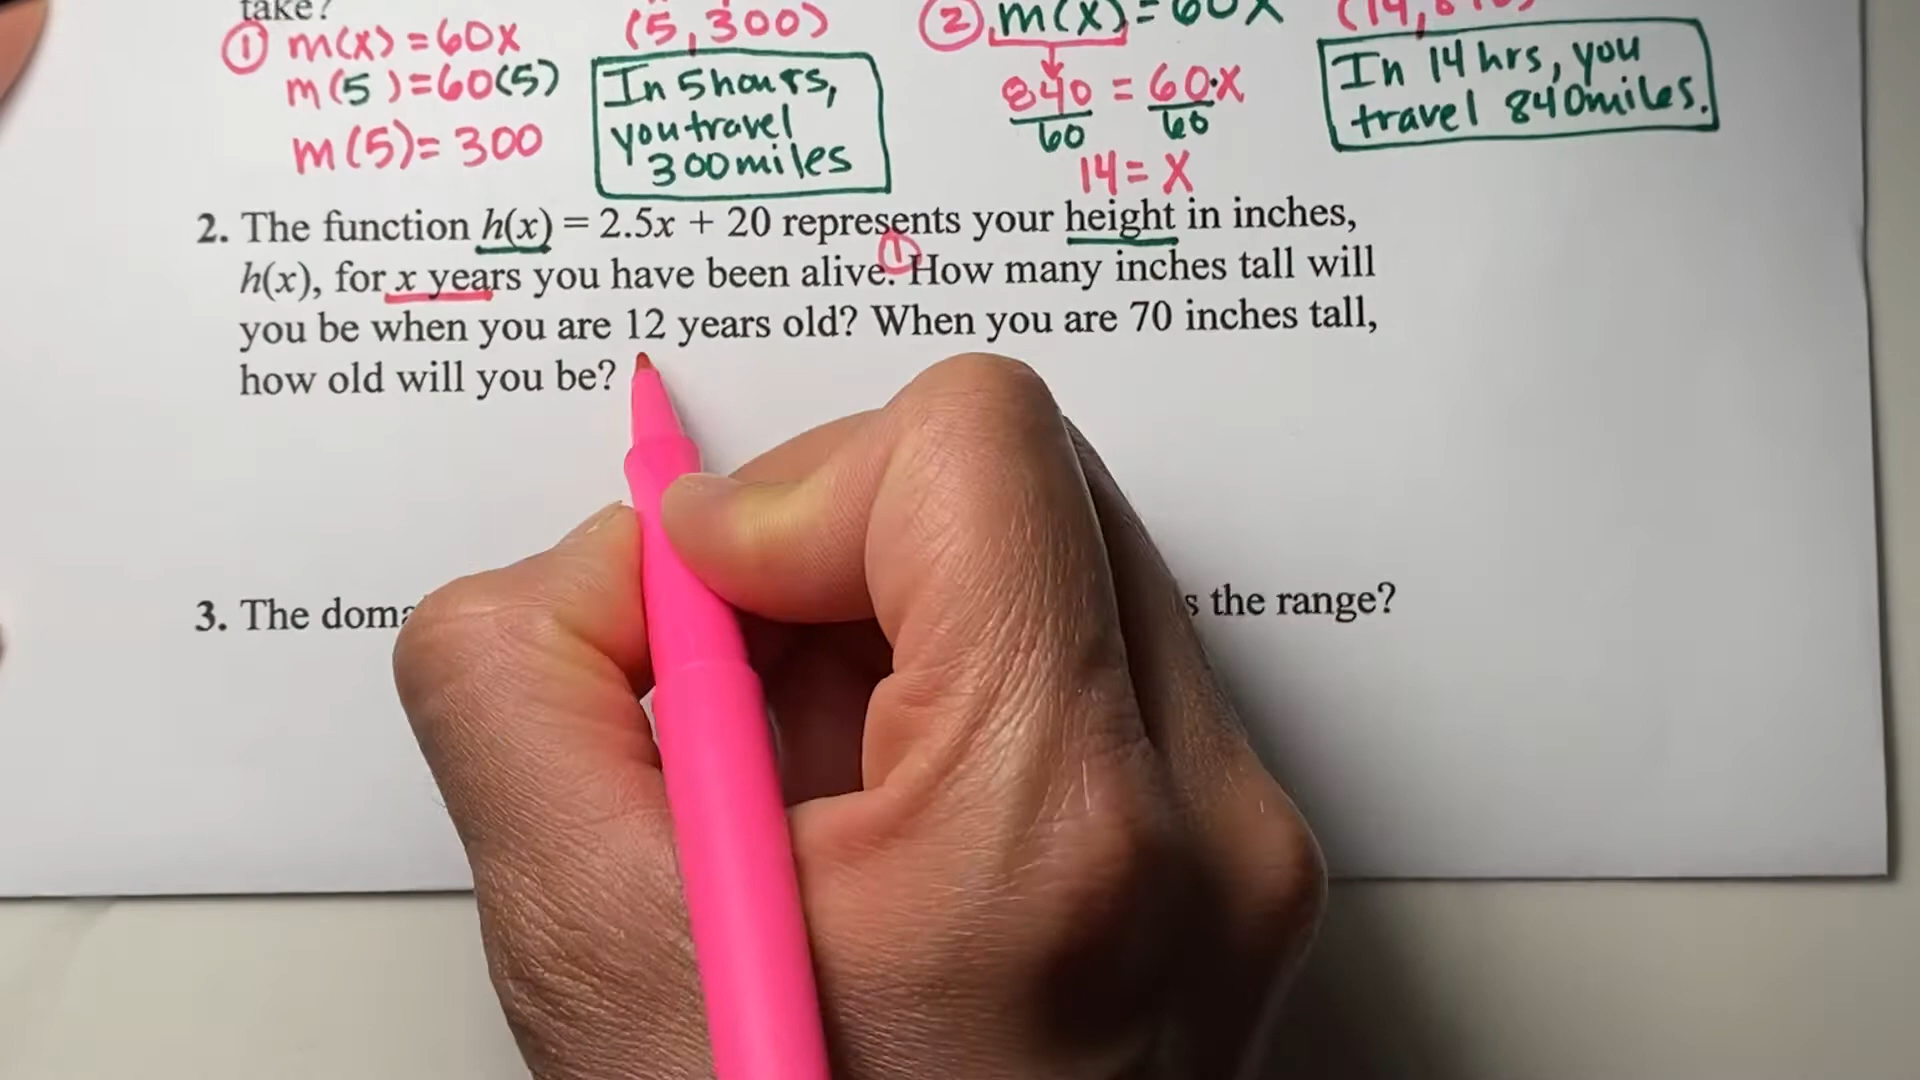 take?
① m(x) = 60x
m(5) = 60(5)
m(5) = 300
(5, 300)
In 5 hours,
you travel
300 miles
② m(x) = 60x
840 = 60·x
60 60
14 = x
In 14 hrs, you
travel 840 miles.
2. The function h(x) = 2.5x + 20 represents your height in inches,
h(x), for x years you have been alive. ① How many inches tall will
you be when you are 12 years old? When you are 70 inches tall,
how old will you be?
3. The the range?